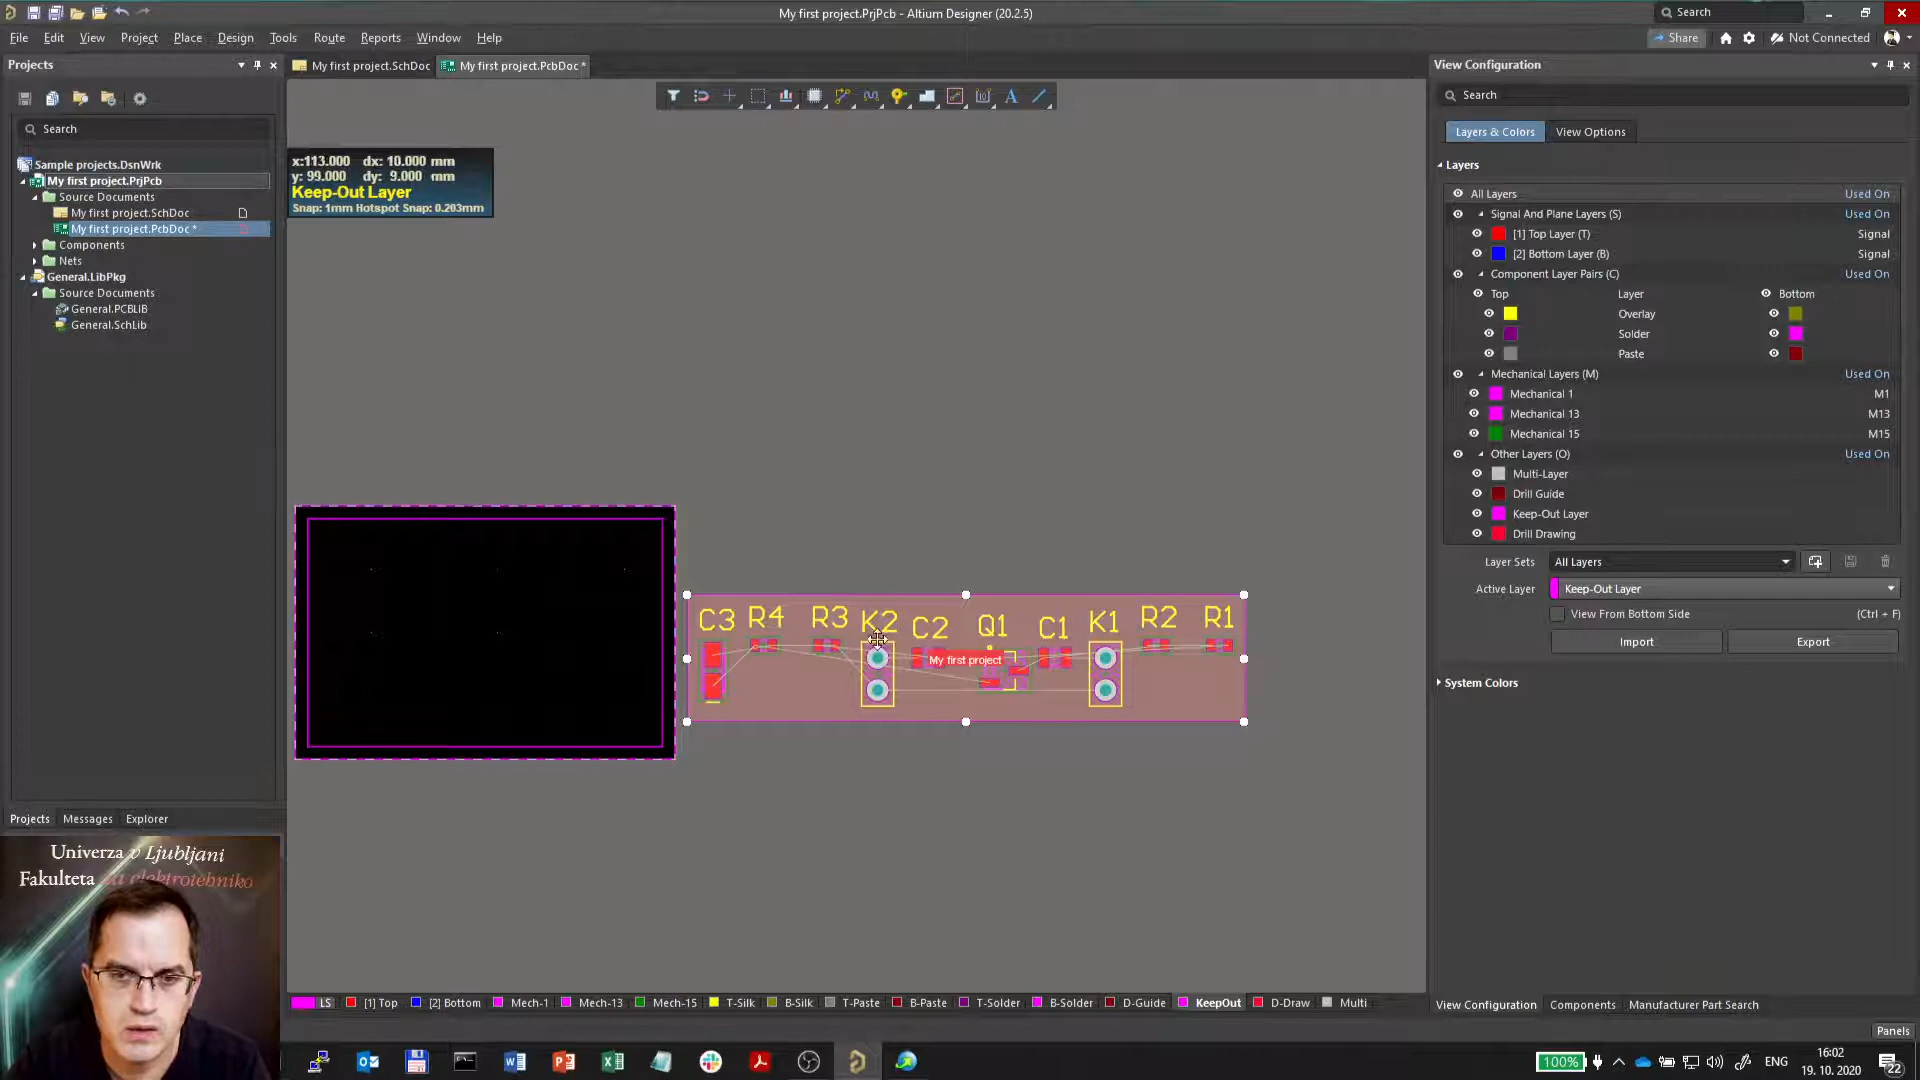 My first project.PrjPcb - Altium Designer (20.2.5)
Search
File Edit View Project Place Design Tools Route Reports Window Help
Share
Not Connected
Projects
My first project.SchDoc
My first project.PcbDoc *
View Configuration
Search
Search
Layers & Colors
View Options
Sample projects.DsnWrk
My first project.PrjPcb
Source Documents
My first project.SchDoc
My first project.PcbDoc *
Components
Nets
General.LibPkg
Source Documents
General.PCBLIB
General.SchLib
x:113.000 dx: 10.000 mm
y: 99.000 dy: 9.000 mm
Keep-Out Layer
Snap: 1mm Hotspot Snap: 0.203mm
C3 R4 R3 K2 C2 Q1 C1 K1 R2 R1
My first project
Layers
All Layers Used On
Signal And Plane Layers (S) Used On
[1] Top Layer (T) Signal
[2] Bottom Layer (B) Signal
Component Layer Pairs (C) Used On
Top Layer Bottom
Overlay
Solder
Paste
Mechanical Layers (M) Used On
Mechanical 1 M1
Mechanical 13 M13
Mechanical 15 M15
Other Layers (O) Used On
Multi-Layer
Drill Guide
Keep-Out Layer
Drill Drawing
Layer Sets All Layers
Active Layer Keep-Out Layer
View From Bottom Side (Ctrl + F)
Import Export
System Colors
Projects Messages Explorer
Univerza v Ljubljani
Fakulteta za elektrotehniko
LS [1] Top [2] Bottom Mech-1 Mech-13 Mech-15 T-Silk B-Silk T-Paste B-Paste T-Solder B-Solder D-Guide KeepOut D-Draw Multi
View Configuration Components Manufacturer Part Search
Panels
100%
ENG
16:02
19. 10. 2020
22